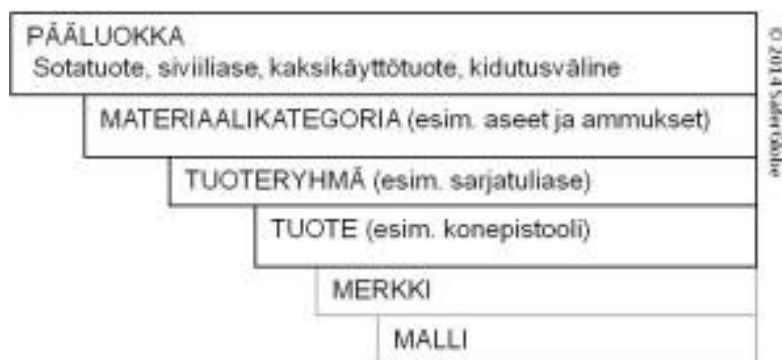 PÄÄLUOKKA
Sotatuote, siviiliase, kaksikäyttötuote, kidutusväline
MATERIAALIKATEGORIA (esim. aseet ja ammukset)
TUOTERYHMÄ (esim. sarjatuliase)
TUOTE (esim. konepistooli)
MERKKI
MALLI
© 2014 SaferGlobe